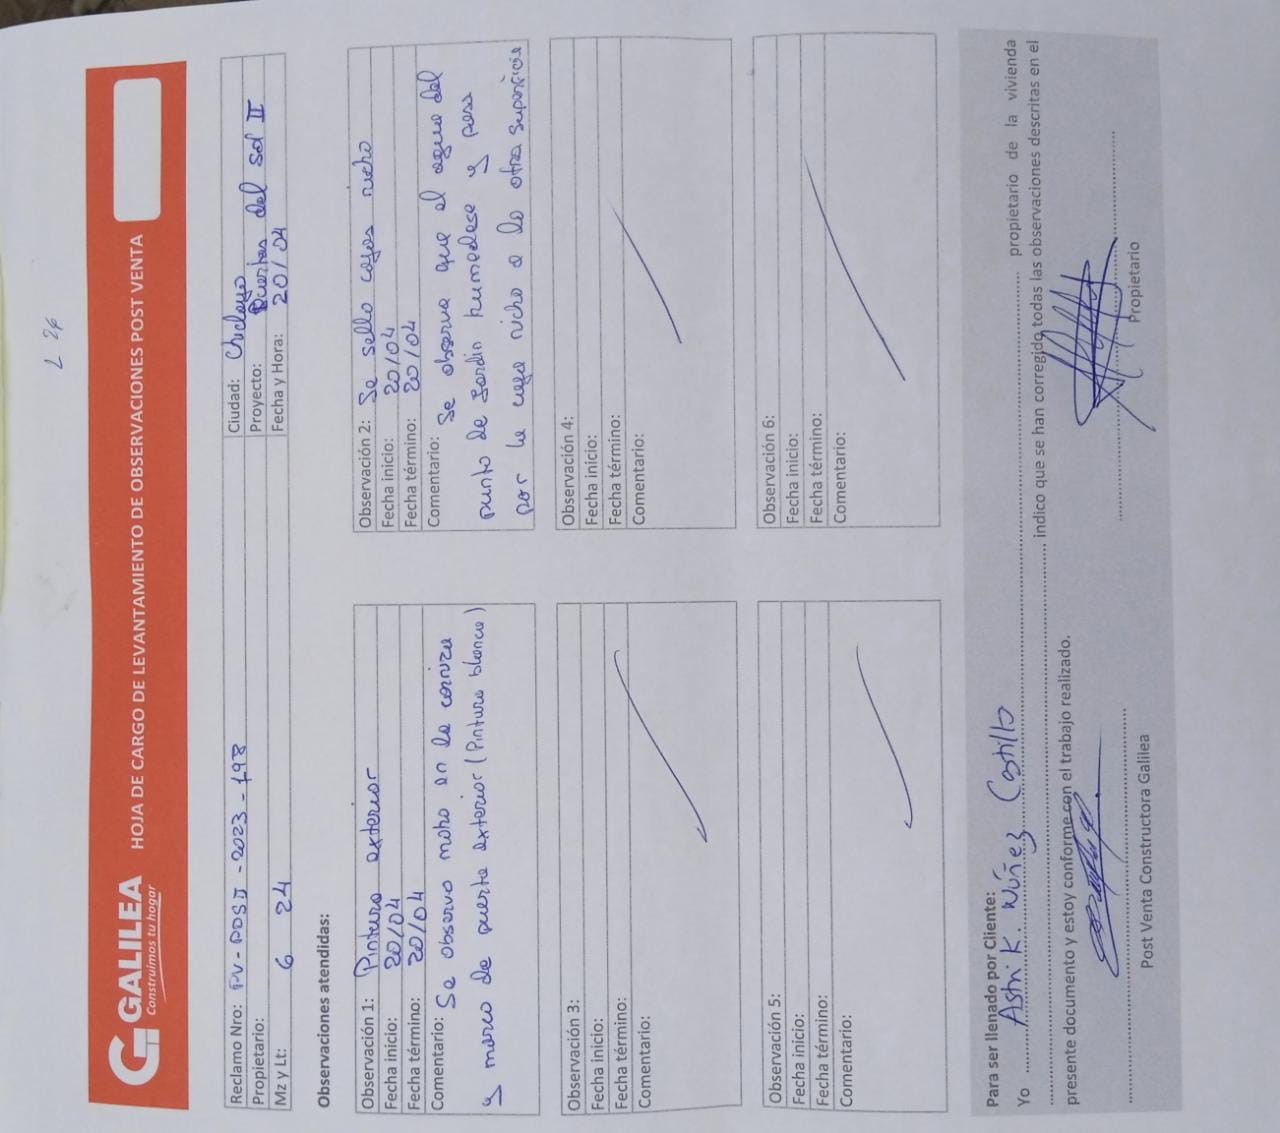 L 24
GALILEA
Construimos tu hogar
HOJA DE CARGO DE LEVANTAMIENTO DE OBSERVACIONES POST VENTA
Reclamo Nro: PV-PDSII-2023-198
Ciudad: Chiclayo
Propietario:
Proyecto: Puertas del sol II
Mz y Lt: 6 24
Fecha y Hora: 20/04
Observaciones atendidas:
Observación 1: Pintura exterior
Fecha inicio: 20/04
Fecha término: 20/04
Comentario: Se observo moho en la corniza
y marco de puerta exterior (Pintura blanca)
Observación 2: Se sello cajas nicho
Fecha inicio: 20/04
Fecha término: 20/04
Comentario: Se observa que el agua del
punto de Jardin humedese y pasa
por la caja nicho a la otra superficie
Observación 3:
Fecha inicio:
Fecha término:
Comentario:
Observación 4:
Fecha inicio:
Fecha término:
Comentario:
Observación 5:
Fecha inicio:
Fecha término:
Comentario:
Observación 6:
Fecha inicio:
Fecha término:
Comentario:
Para ser llenado por Cliente:
Yo Astri K. Núñez Castillo propietario de la vivienda
indico que se han corregido todas las observaciones descritas en el
presente documento y estoy conforme con el trabajo realizado.
Post Venta Constructora Galilea
Propietario